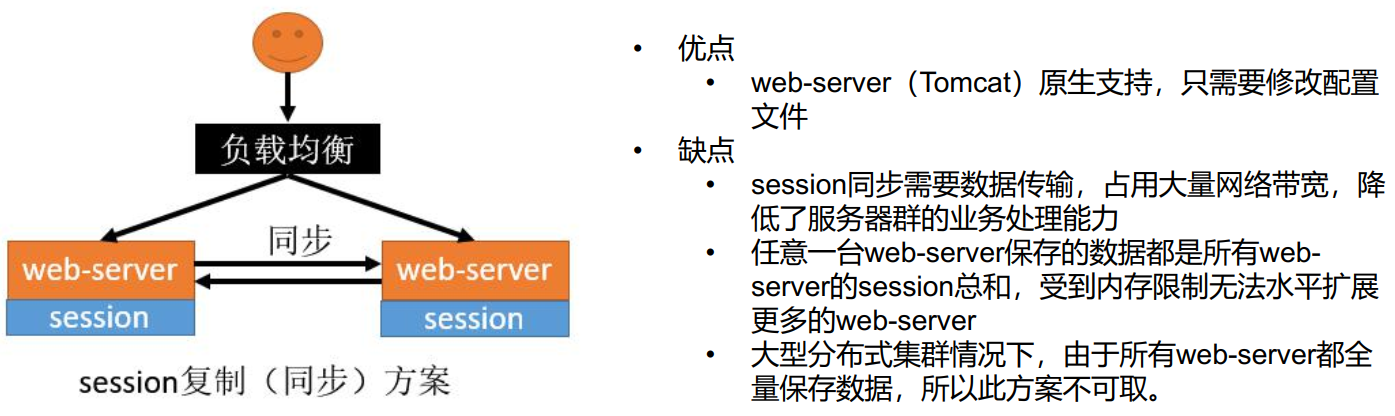 负载均衡
同步
web-server
web-server
session
session
session复制（同步）方案
• 优点
• web-server（Tomcat）原生支持，只需要修改配置
文件
• 缺点
• session同步需要数据传输，占用大量网络带宽，降
低了服务器群的业务处理能力
• 任意一台web-server保存的数据都是所有web-
server的session总和，受到内存限制无法水平扩展
更多的web-server
• 大型分布式集群情况下，由于所有web-server都全
量保存数据，所以此方案不可取。